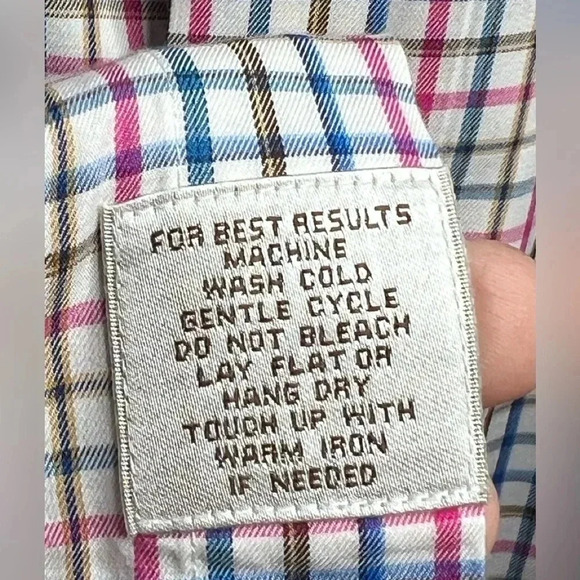 FOR BEST RESULTS
MACHINE
WASH COLD
GENTLE CYCLE
DO NOT BLEACH
LAY FLAT OR
HANG DRY
TOUCH UP WITH
WARM IRON
IF NEEDED